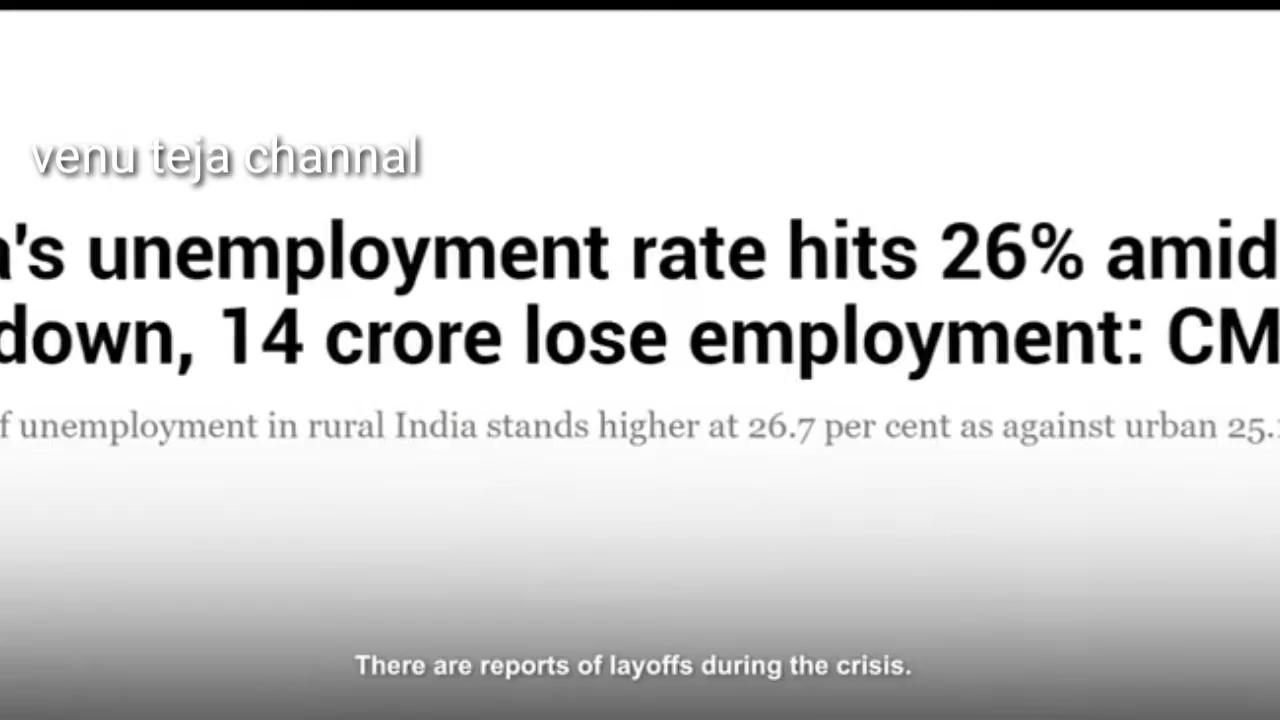 venu teja channal
a's unemployment rate hits 26% amid
down, 14 crore lose employment: CM
f unemployment in rural India stands higher at 26.7 per cent as against urban 25.
There are reports of layoffs during the crisis.